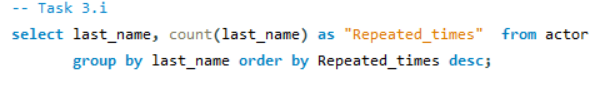 -- Task 3.i
select last_name, count(last_name) as "Repeated_times" from actor
group by last_name order by Repeated_times desc;